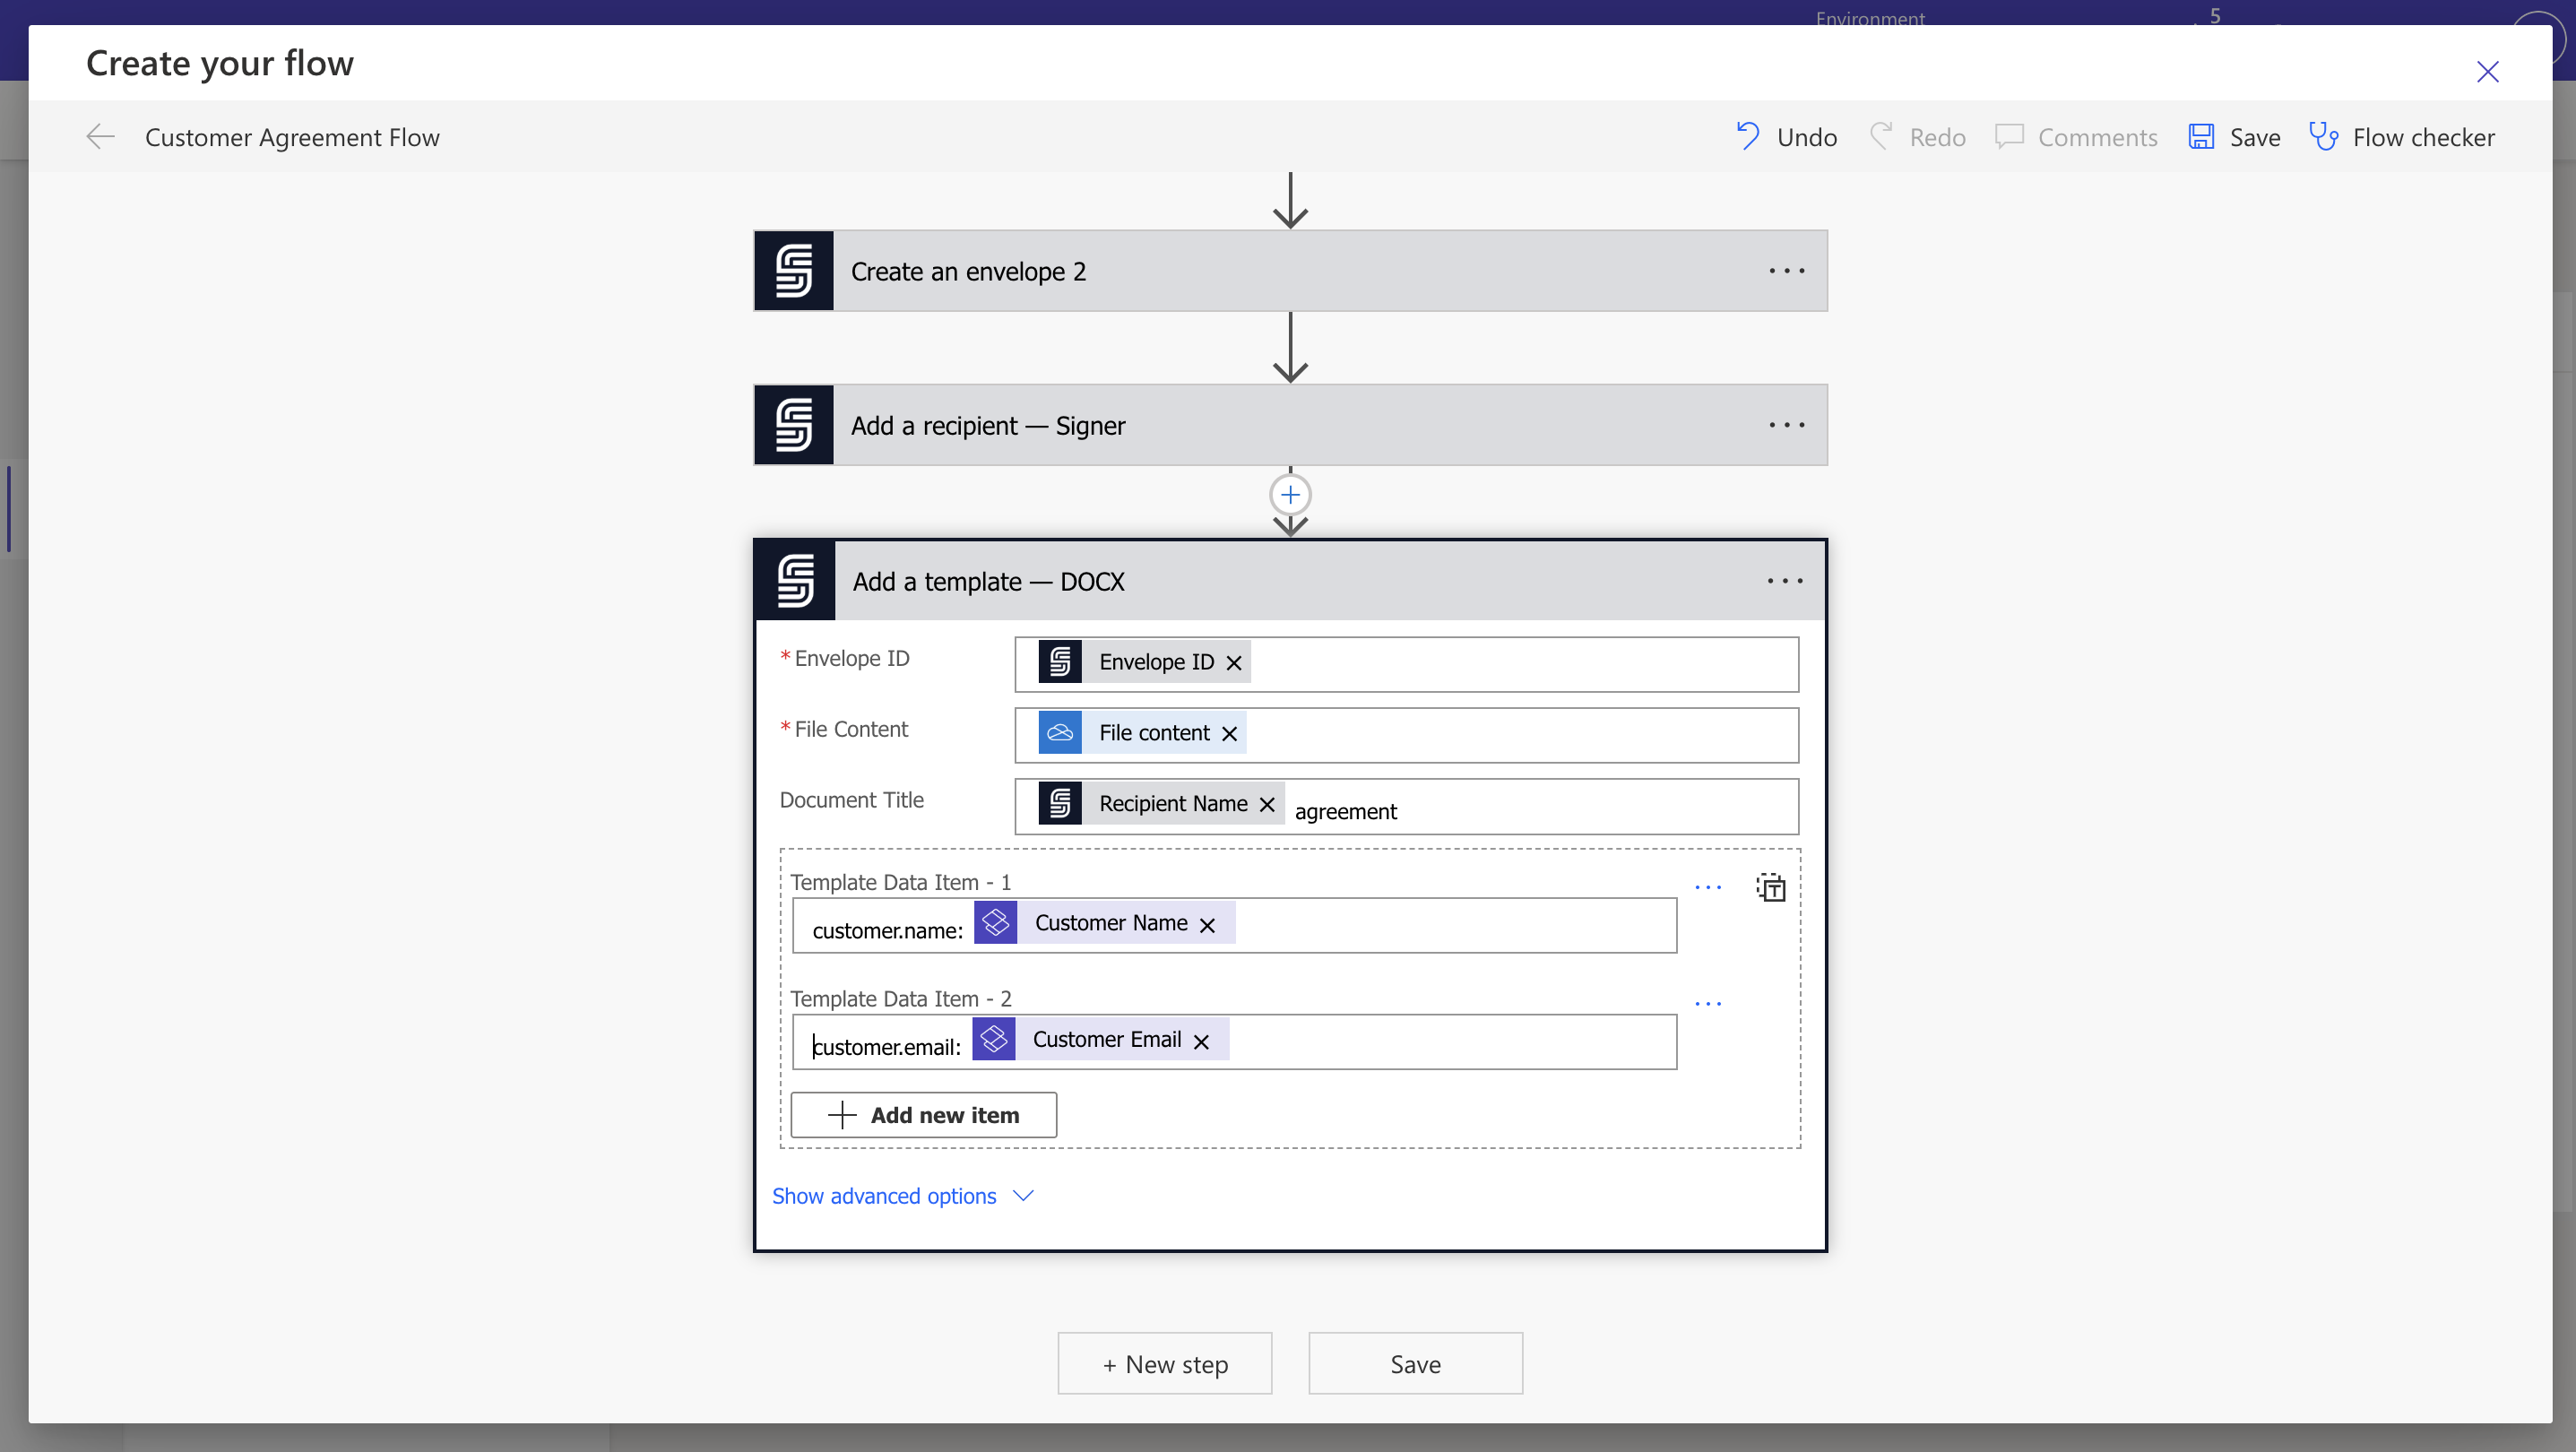 Environment
5
Create your flow
Customer Agreement Flow
Undo
Redo
Comments
Save
Flow checker
Create an envelope 2
Add a recipient — Signer
Add a template — DOCX
* Envelope ID
Envelope ID
* File Content
File content
Document Title
Recipient Name agreement
Template Data Item - 1
customer.name: Customer Name
Template Data Item - 2
customer.email: Customer Email
Add new item
Show advanced options
+ New step
Save